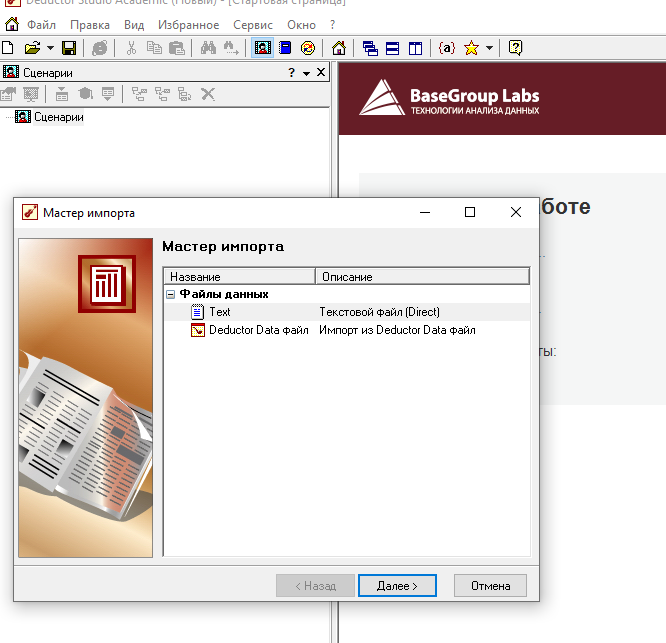 Deductor Studio Academic (Новый) - [Стартовая страница]
Файл Правка Вид Избранное Сервис Окно ?
Сценарии
Сценарии
BaseGroup Labs
ТЕХНОЛОГИИ АНАЛИЗА ДАННЫХ
боте
ты:
Мастер импорта
Мастер импорта
Название Описание
Файлы данных
Text Текстовой файл (Direct)
Deductor Data файл Импорт из Deductor Data файл
< Назад Далее > Отмена